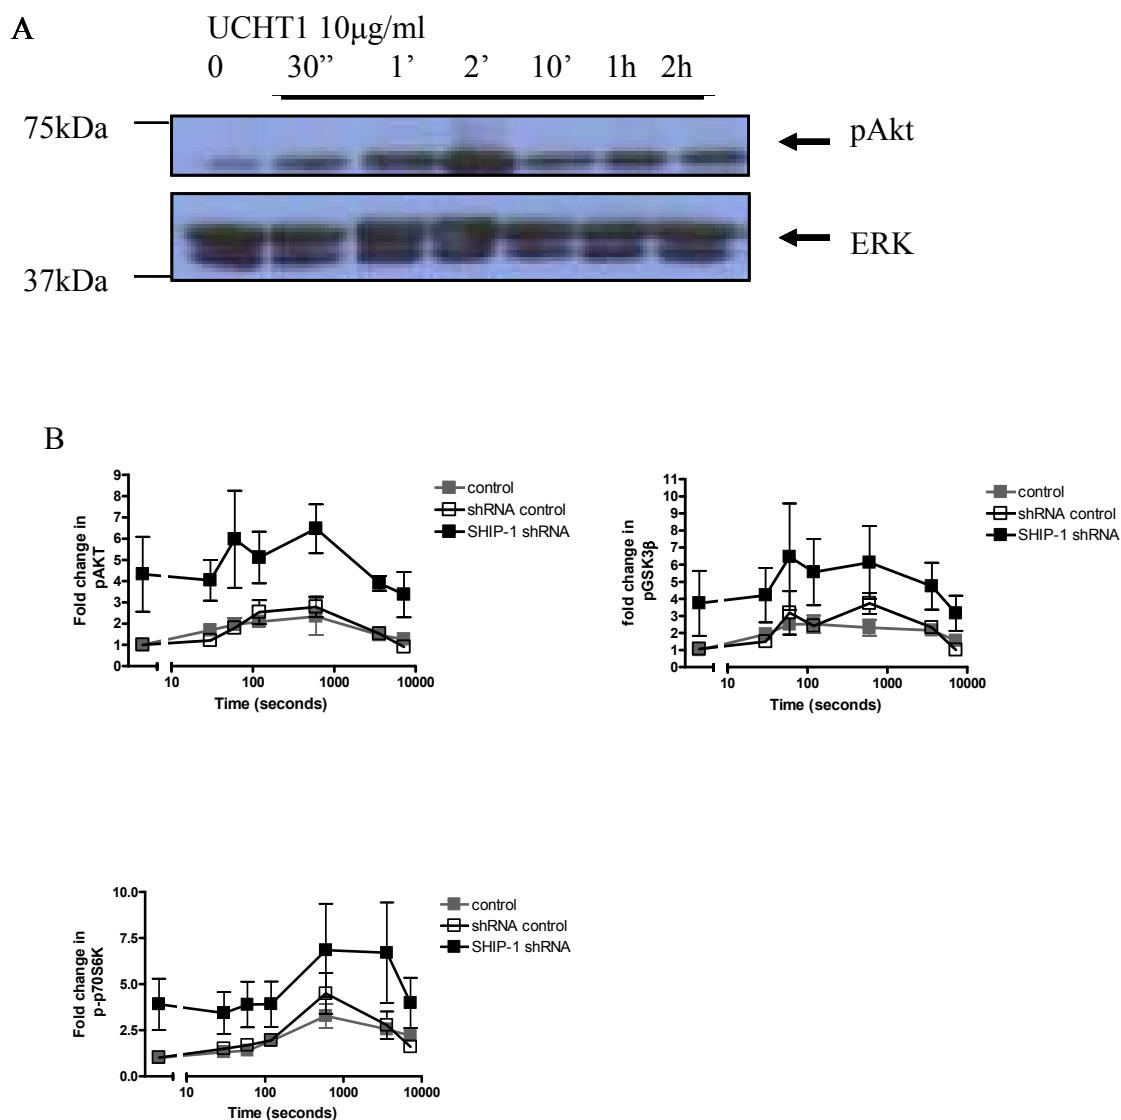 A
UCHT1 10µg/ml
0 30” 1’ 2’ 10’ 1h 2h
75kDa
pAkt
ERK
37kDa
B
9
8
7
6
5
4
3
2
1
0
Fold change in
pAKT
10 100 1000 10000
Time (seconds)
control
shRNA control
SHIP-1 shRNA
11
10
9
8
7
6
5
4
3
2
1
0
fold change in
pGSK3β
10 100 1000 10000
Time (seconds)
control
shRNA control
SHIP-1 shRNA
10.0
7.5
5.0
2.5
0.0
Fold change in
p-p70S6K
10 100 1000 10000
Time (seconds)
control
shRNA control
SHIP-1 shRNA